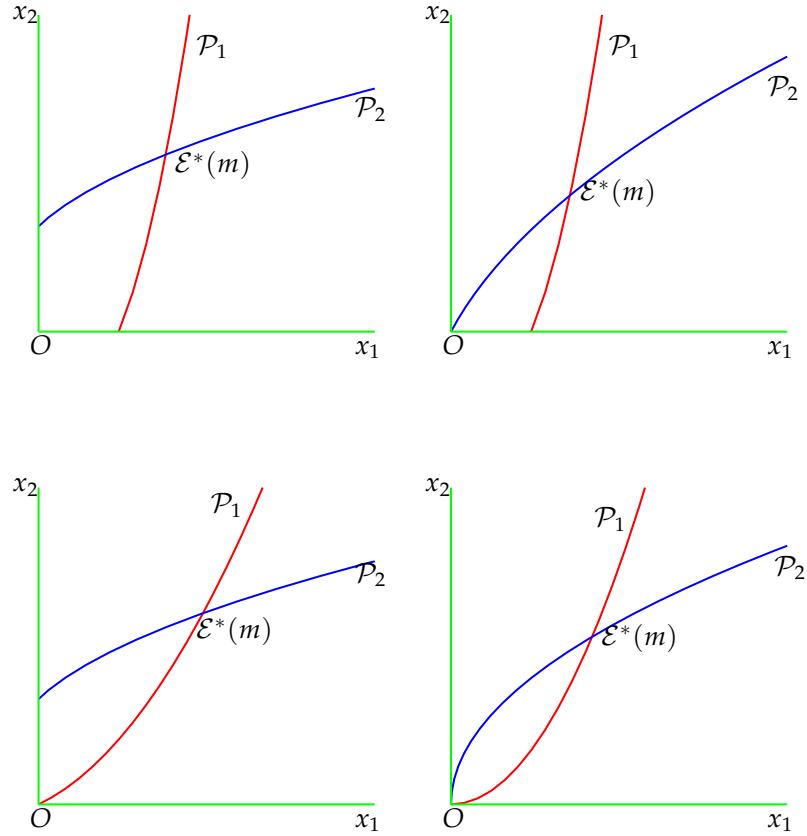 x₂
𝒫₁
𝒫₂
ℰ*(m)
O
x₁
x₂
𝒫₁
𝒫₂
ℰ*(m)
O
x₁
x₂
𝒫₁
𝒫₂
ℰ*(m)
O
x₁
x₂
𝒫₁
𝒫₂
ℰ*(m)
O
x₁